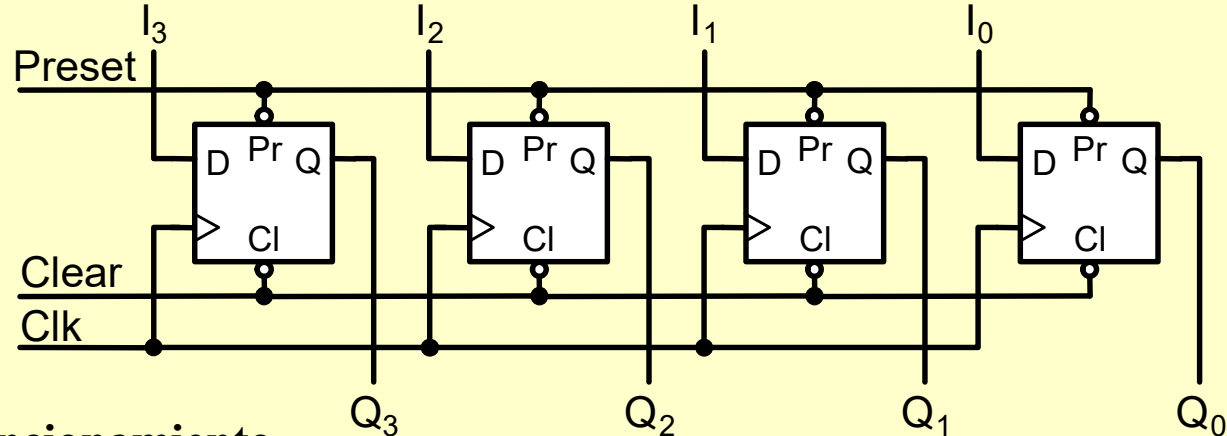 I₃ I₂ I₁ I₀
Preset
D Pr Q D Pr Q D Pr Q D Pr Q
Cl Cl Cl Cl
Clear
Clk
Q₃ Q₂ Q₁ Q₀